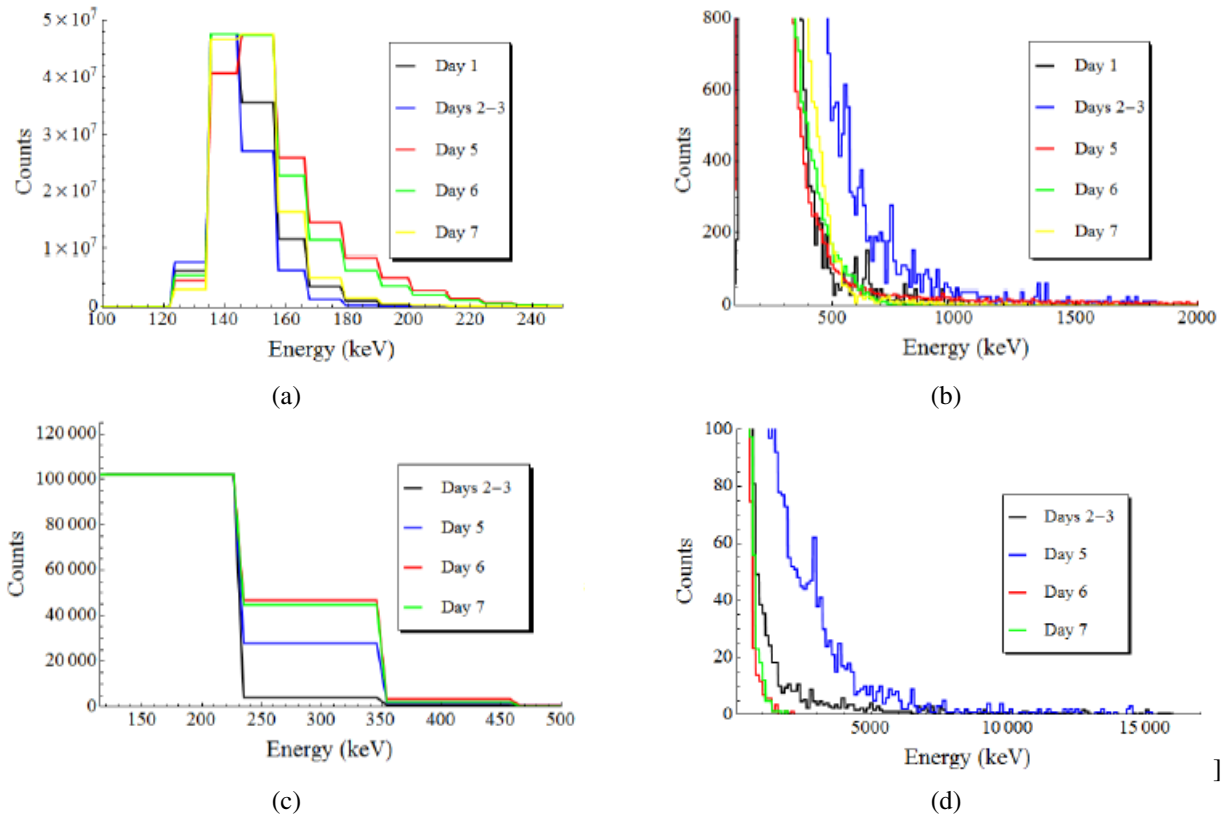 5×10⁷
4×10⁷
3×10⁷
2×10⁷
1×10⁷
0
Counts
100 120 140 160 180 200 220 240
Energy (keV)
Day 1
Days 2−3
Day 5
Day 6
Day 7
(a)
800
600
400
200
0
Counts
500 1000 1500 2000
Energy (keV)
Day 1
Days 2−3
Day 5
Day 6
Day 7
(b)
120 000
100 000
80 000
60 000
40 000
20 000
0
Counts
150 200 250 300 350 400 450 500
Energy (keV)
Days 2−3
Day 5
Day 6
Day 7
(c)
100
80
60
40
20
0
Counts
5000 10 000 15 000
Energy (keV)
Days 2−3
Day 5
Day 6
Day 7
]
(d)